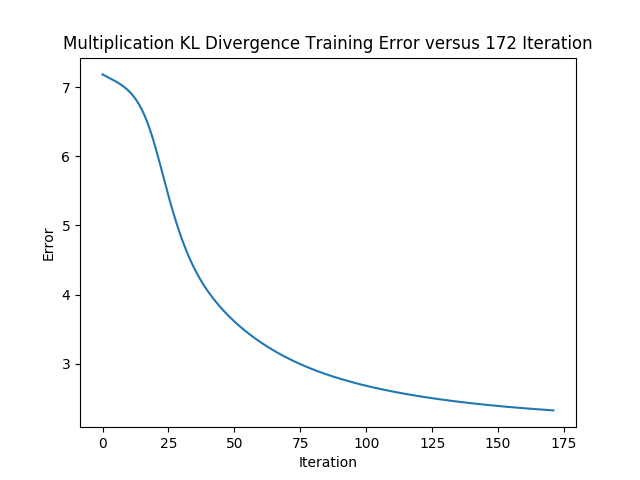 Multiplication KL Divergence Training Error versus 172 Iteration
7
6
5
4
3
Error
0 25 50 75 100 125 150 175
Iteration